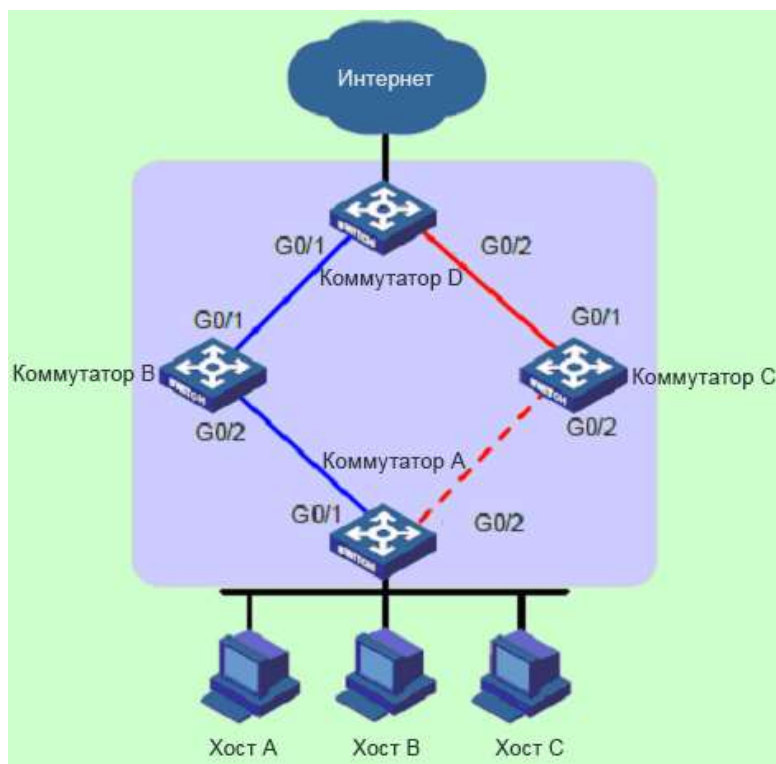 Интернет
G0/1
G0/2
Коммутатор D
G0/1
G0/1
Коммутатор B
Коммутатор C
G0/2
G0/2
Коммутатор A
G0/1
G0/2
Хост A
Хост B
Хост C